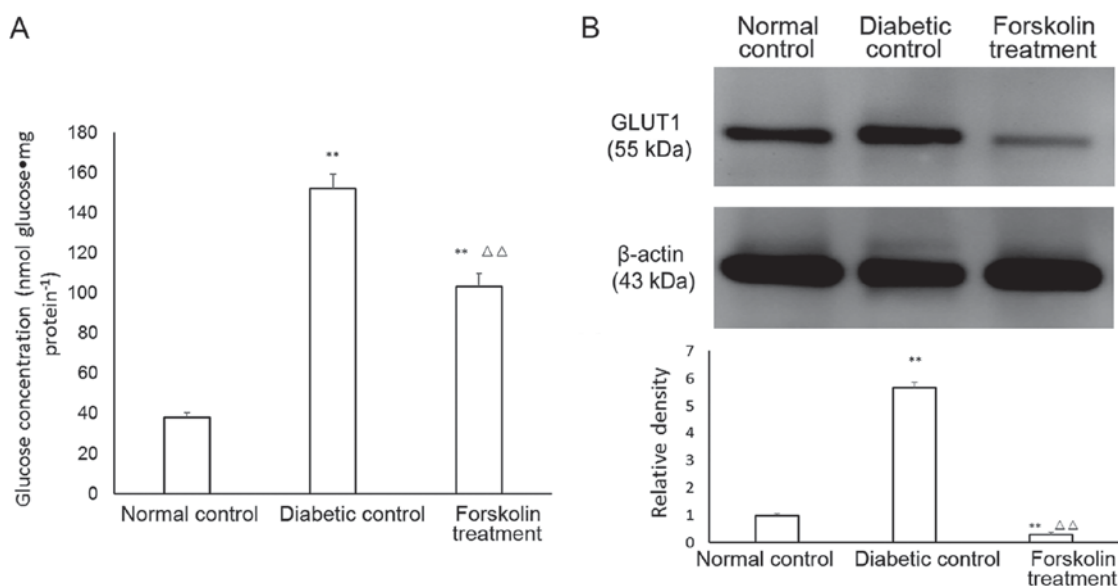 A
Glucose concentration (nmol glucose•mg
protein⁻¹)
180
160
140
120
100
80
60
40
20
0
**
** △△
Normal control
Diabetic control
Forskolin
treatment
B
Normal
control
Diabetic
control
Forskolin
treatment
GLUT1
(55 kDa)
β-actin
(43 kDa)
Relative density
7
6
5
4
3
2
1
0
**
** △△
Normal control
Diabetic control
Forskolin
treatment